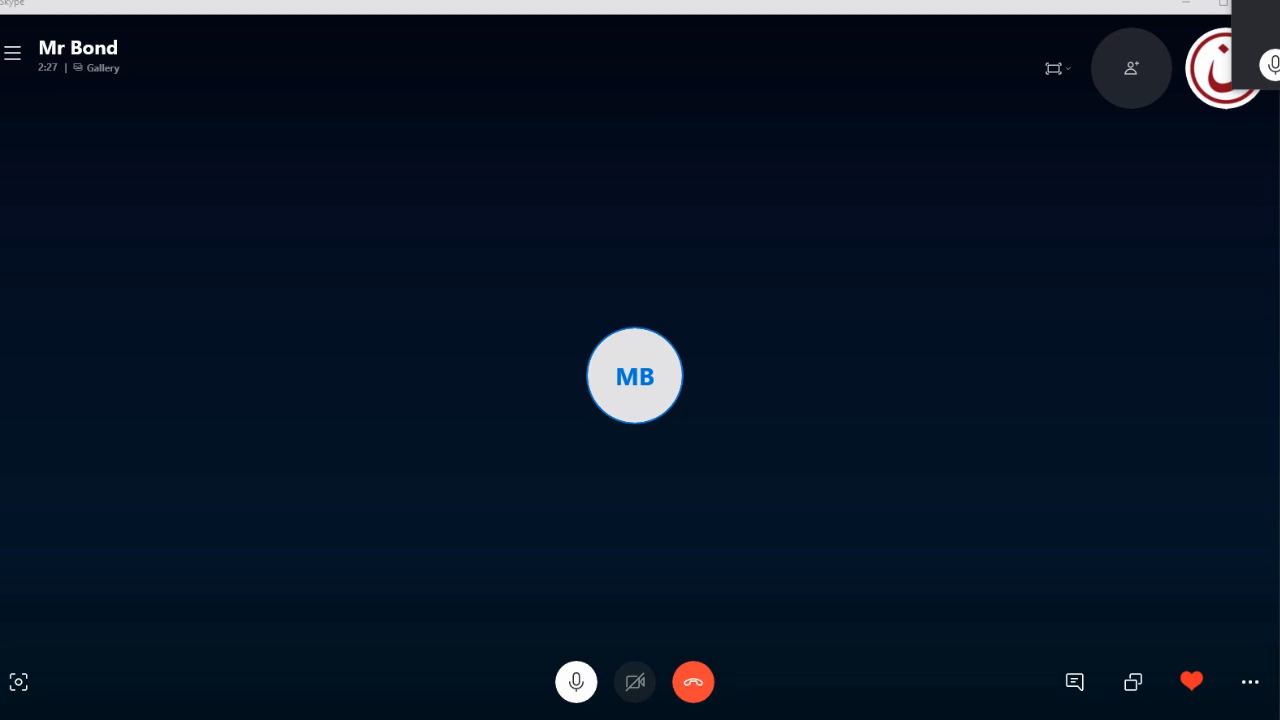 Skype
Mr Bond
2:27 | Gallery
ن
MB